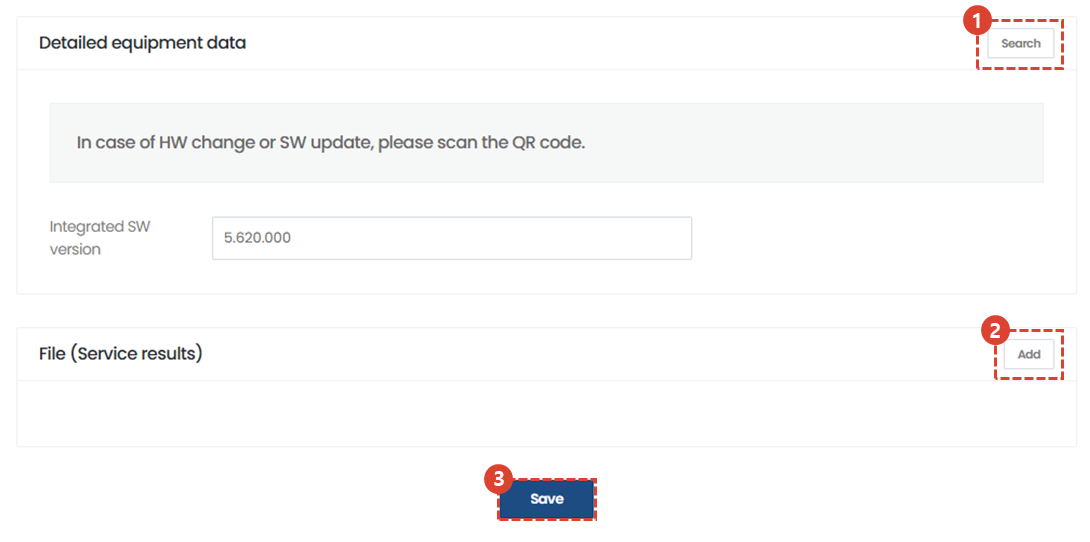 1
Detailed equipment data
Search
In case of HW change or SW update, please scan the QR code.
Integrated SW
version
5.620.000
2
File (Service results)
Add
3
Save